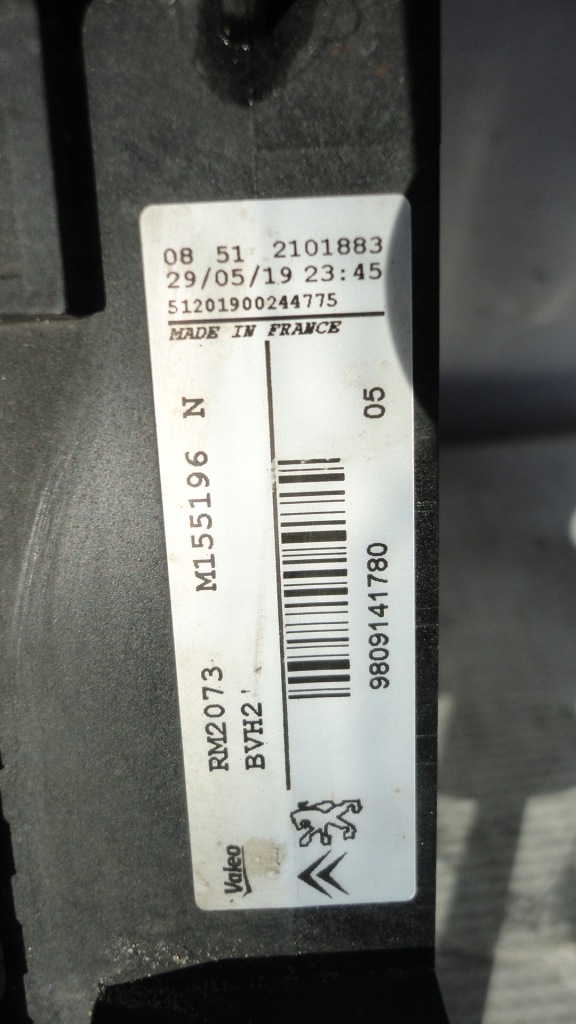 08 51 2101883
29/05/19 23:45
51201900244775
MADE IN FRANCE
Valeo RM2073 M155196 N
BVH2'
9809141780 05